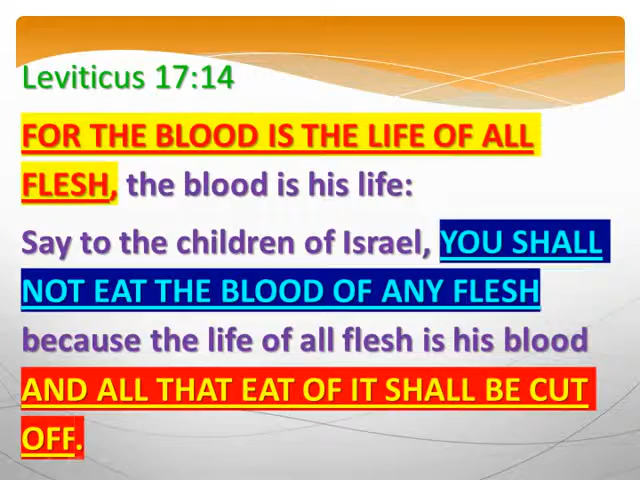 Leviticus 17:14
FOR THE BLOOD IS THE LIFE OF ALL
FLESH, the blood is his life:
Say to the children of Israel, YOU SHALL
NOT EAT THE BLOOD OF ANY FLESH
because the life of all flesh is his blood
AND ALL THAT EAT OF IT SHALL BE CUT
OFF.